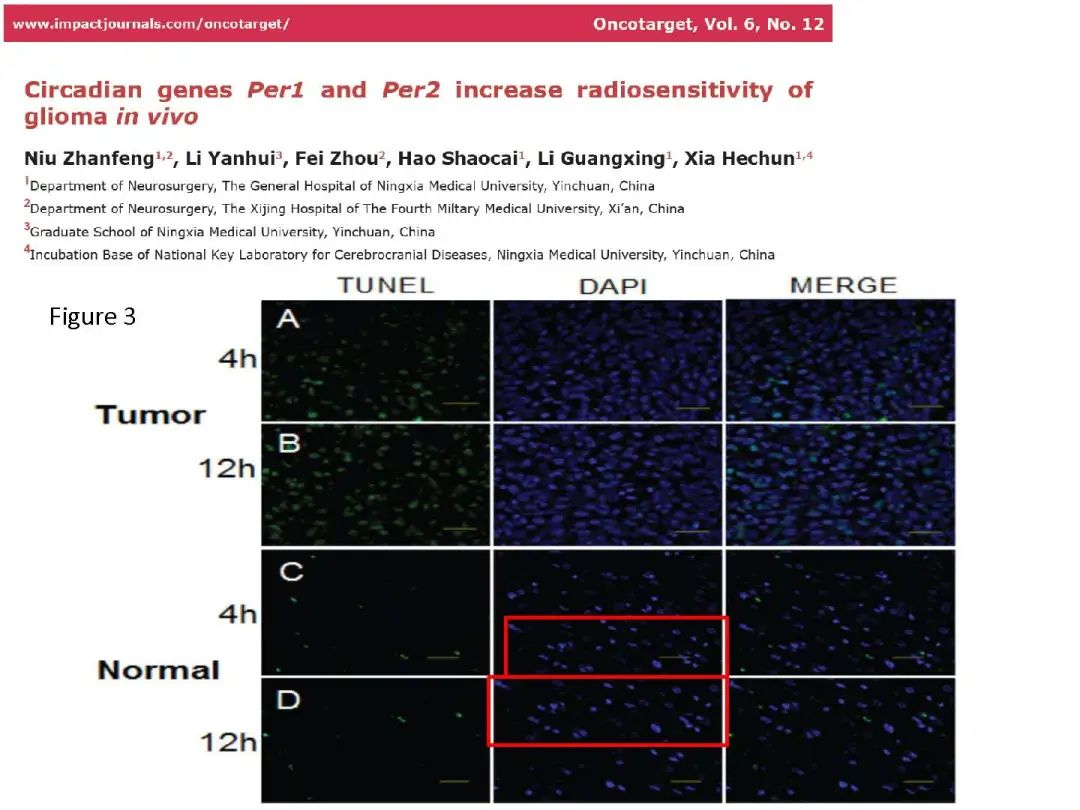 www.impactjournals.com/oncotarget/ Oncotarget, Vol. 6, No. 12
Circadian genes Per1 and Per2 increase radiosensitivity of
glioma in vivo
Niu Zhanfeng1,2, Li Yanhui3, Fei Zhou2, Hao Shaocai1, Li Guangxing1, Xia Hechun1,4
1Department of Neurosurgery, The General Hospital of Ningxia Medical University, Yinchuan, China
2Department of Neurosurgery, The Xijing Hospital of The Fourth Miltary Medical University, Xi’an, China
3Graduate School of Ningxia Medical University, Yinchuan, China
4Incubation Base of National Key Laboratory for Cerebrocranial Diseases, Ningxia Medical University, Yinchuan, China
TUNEL DAPI MERGE
Figure 3
A
4h
Tumor
B
12h
C
4h
Normal
D
12h